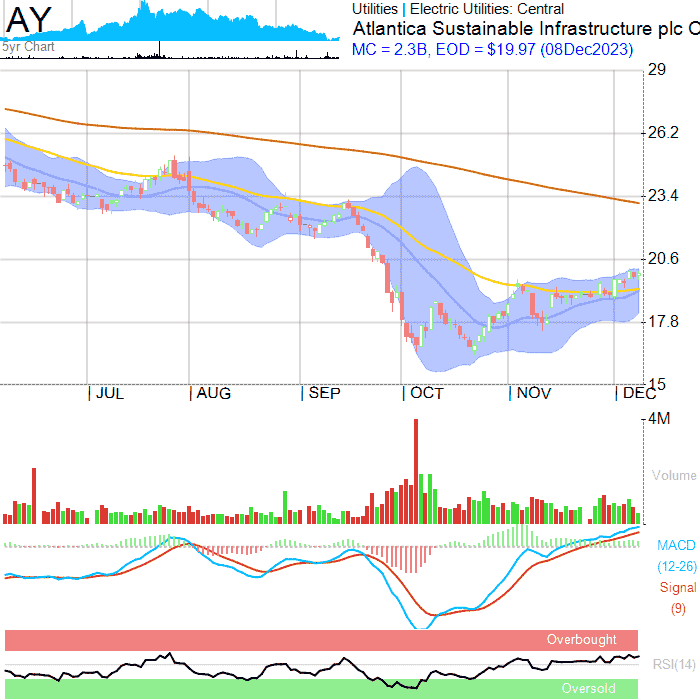 AY
5yr Chart
Utilities | Electric Utilities: Central
Atlantica Sustainable Infrastructure plc O
MC = 2.3B, EOD = $19.97 (08Dec2023)
29
26.2
23.4
20.6
17.8
15
| JUL | AUG | SEP | OCT | NOV | DEC
4M
Volume
MACD
(12-26)
Signal
(9)
Overbought
RSI(14)
Oversold